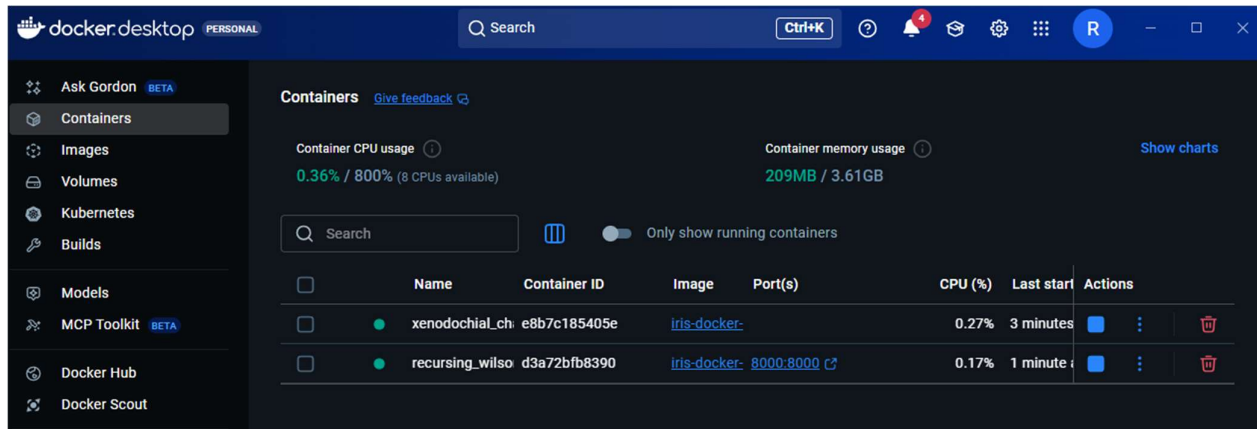 docker.desktop PERSONAL Search Ctrl+K 4 R
Ask Gordon BETA
Containers
Images
Volumes
Kubernetes
Builds
Models
MCP Toolkit BETA
Docker Hub
Docker Scout
Containers Give feedback
Container CPU usage Container memory usage Show charts
0.36% / 800% (8 CPUs available) 209MB / 3.61GB
Search Only show running containers
Name Container ID Image Port(s) CPU (%) Last start Actions
xenodochial_ch e8b7c185405e iris-docker- 0.27% 3 minutes
recursing_wilso d3a72bfb8390 iris-docker- 8000:8000 0.17% 1 minute